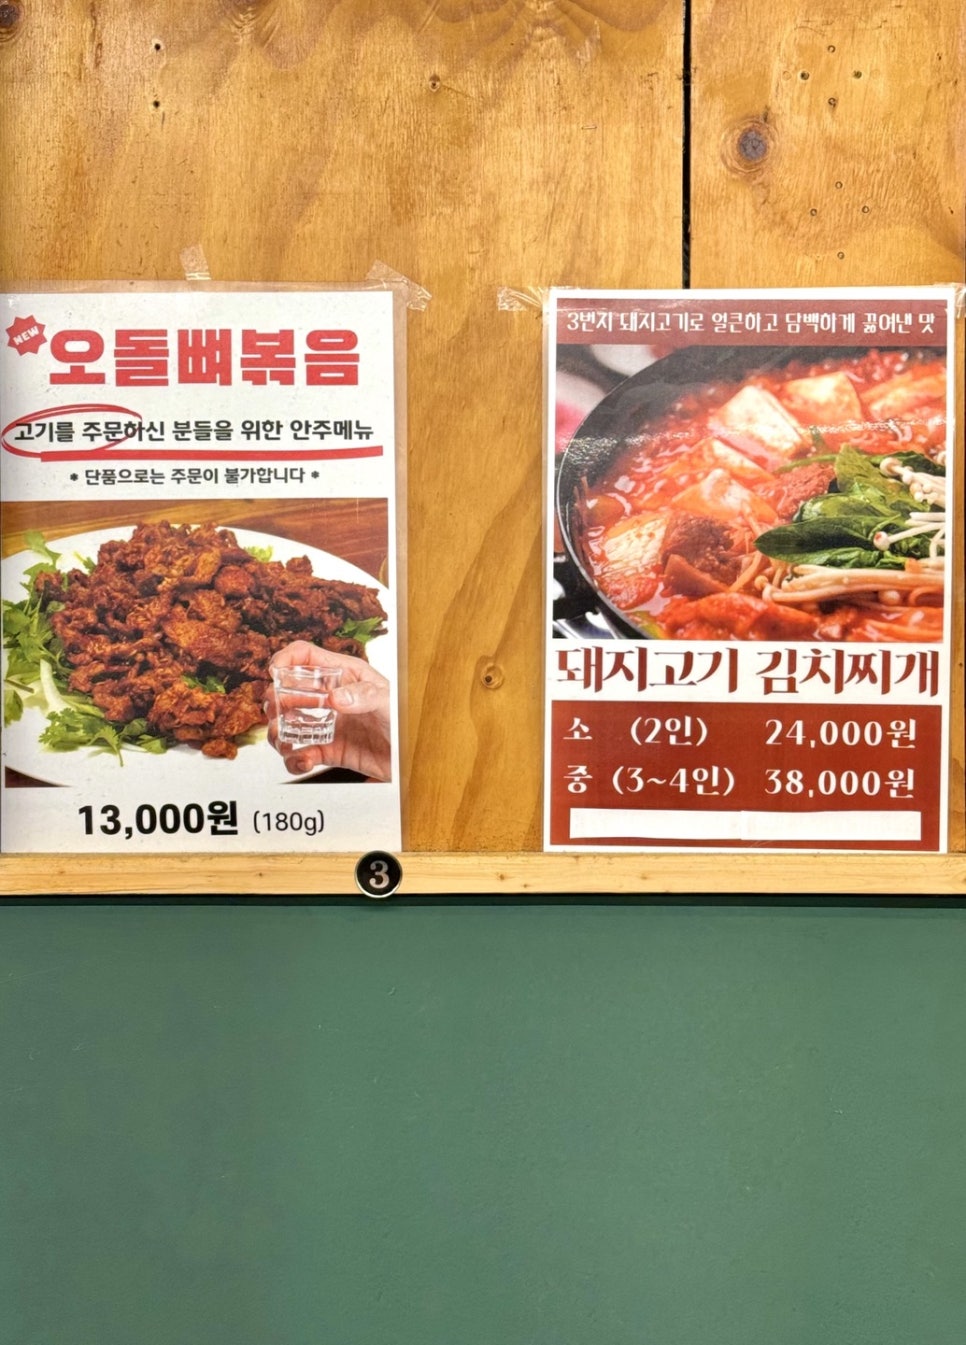 NEW
오돌뼈볶음
고기를 주문하신 분들을 위한 안주메뉴
* 단품으로는 주문이 불가합니다 *
13,000원 (180g)
3번지 돼지고기로 얼큰하고 담백하게 끓여낸 맛
돼지고기 김치찌개
소 (2인) 24,000원
중 (3~4인) 38,000원
3